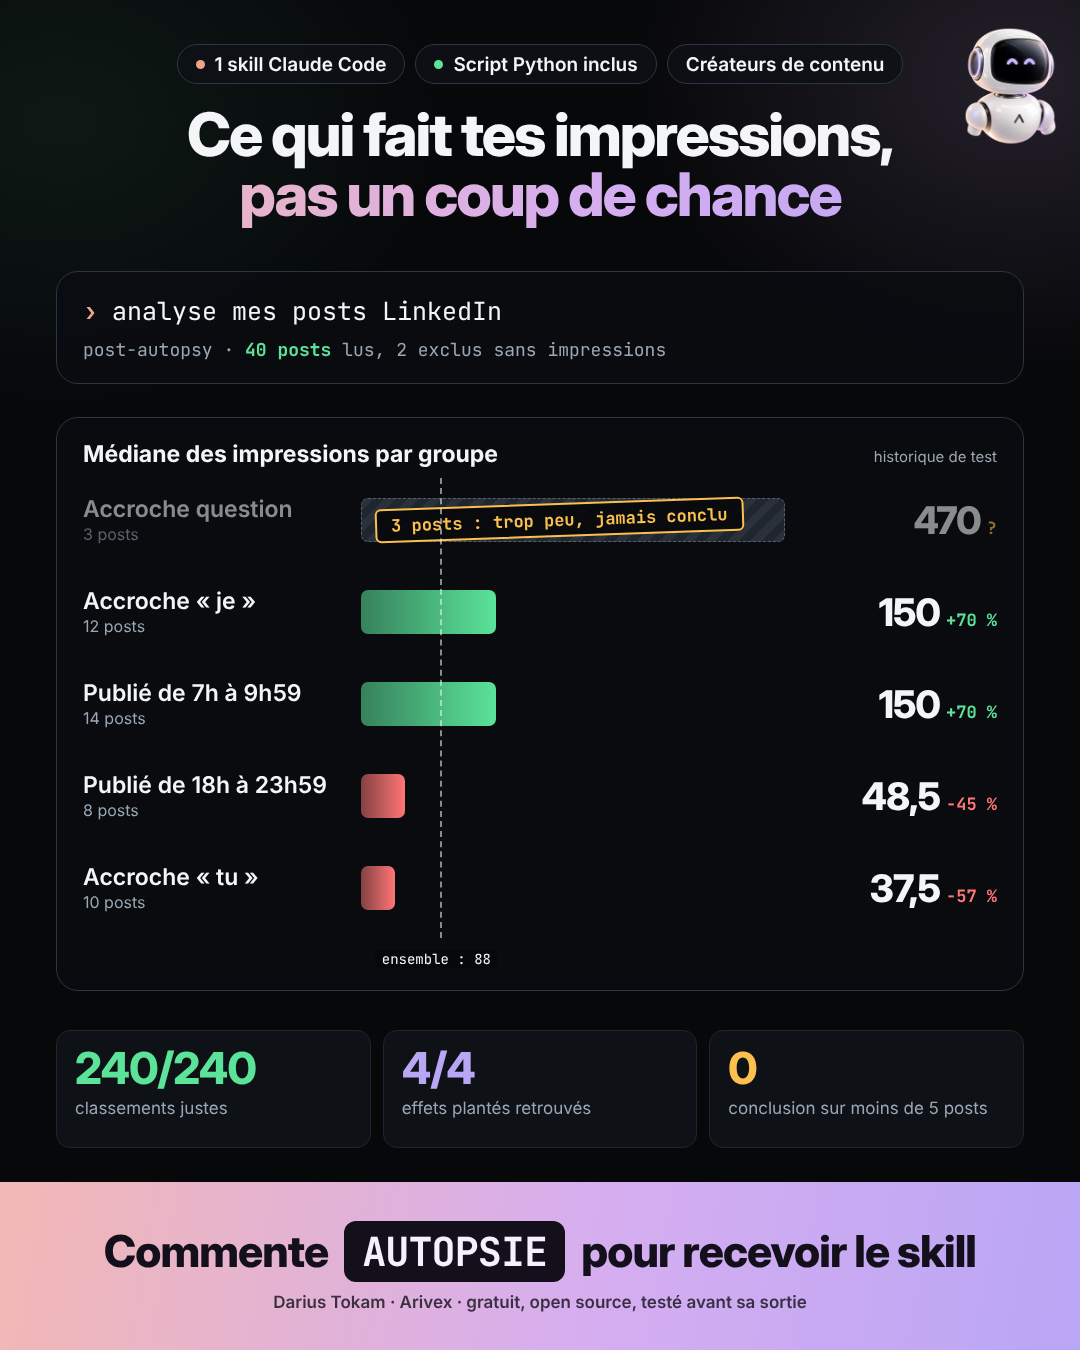 1 skill Claude Code
Script Python inclus
Créateurs de contenu
Ce qui fait tes impressions,
pas un coup de chance
› analyse mes posts LinkedIn
post-autopsy · 40 posts lus, 2 exclus sans impressions
Médiane des impressions par groupe
historique de test
Accroche question
3 posts
3 posts : trop peu, jamais conclu
470 ?
Accroche « je »
12 posts
150 +70 %
Publié de 7h à 9h59
14 posts
150 +70 %
Publié de 18h à 23h59
8 posts
48,5 -45 %
Accroche « tu »
10 posts
37,5 -57 %
ensemble : 88
240/240
classements justes
4/4
effets plantés retrouvés
0
conclusion sur moins de 5 posts
Commente AUTOPSIE pour recevoir le skill
Darius Tokam · Arivex · gratuit, open source, testé avant sa sortie